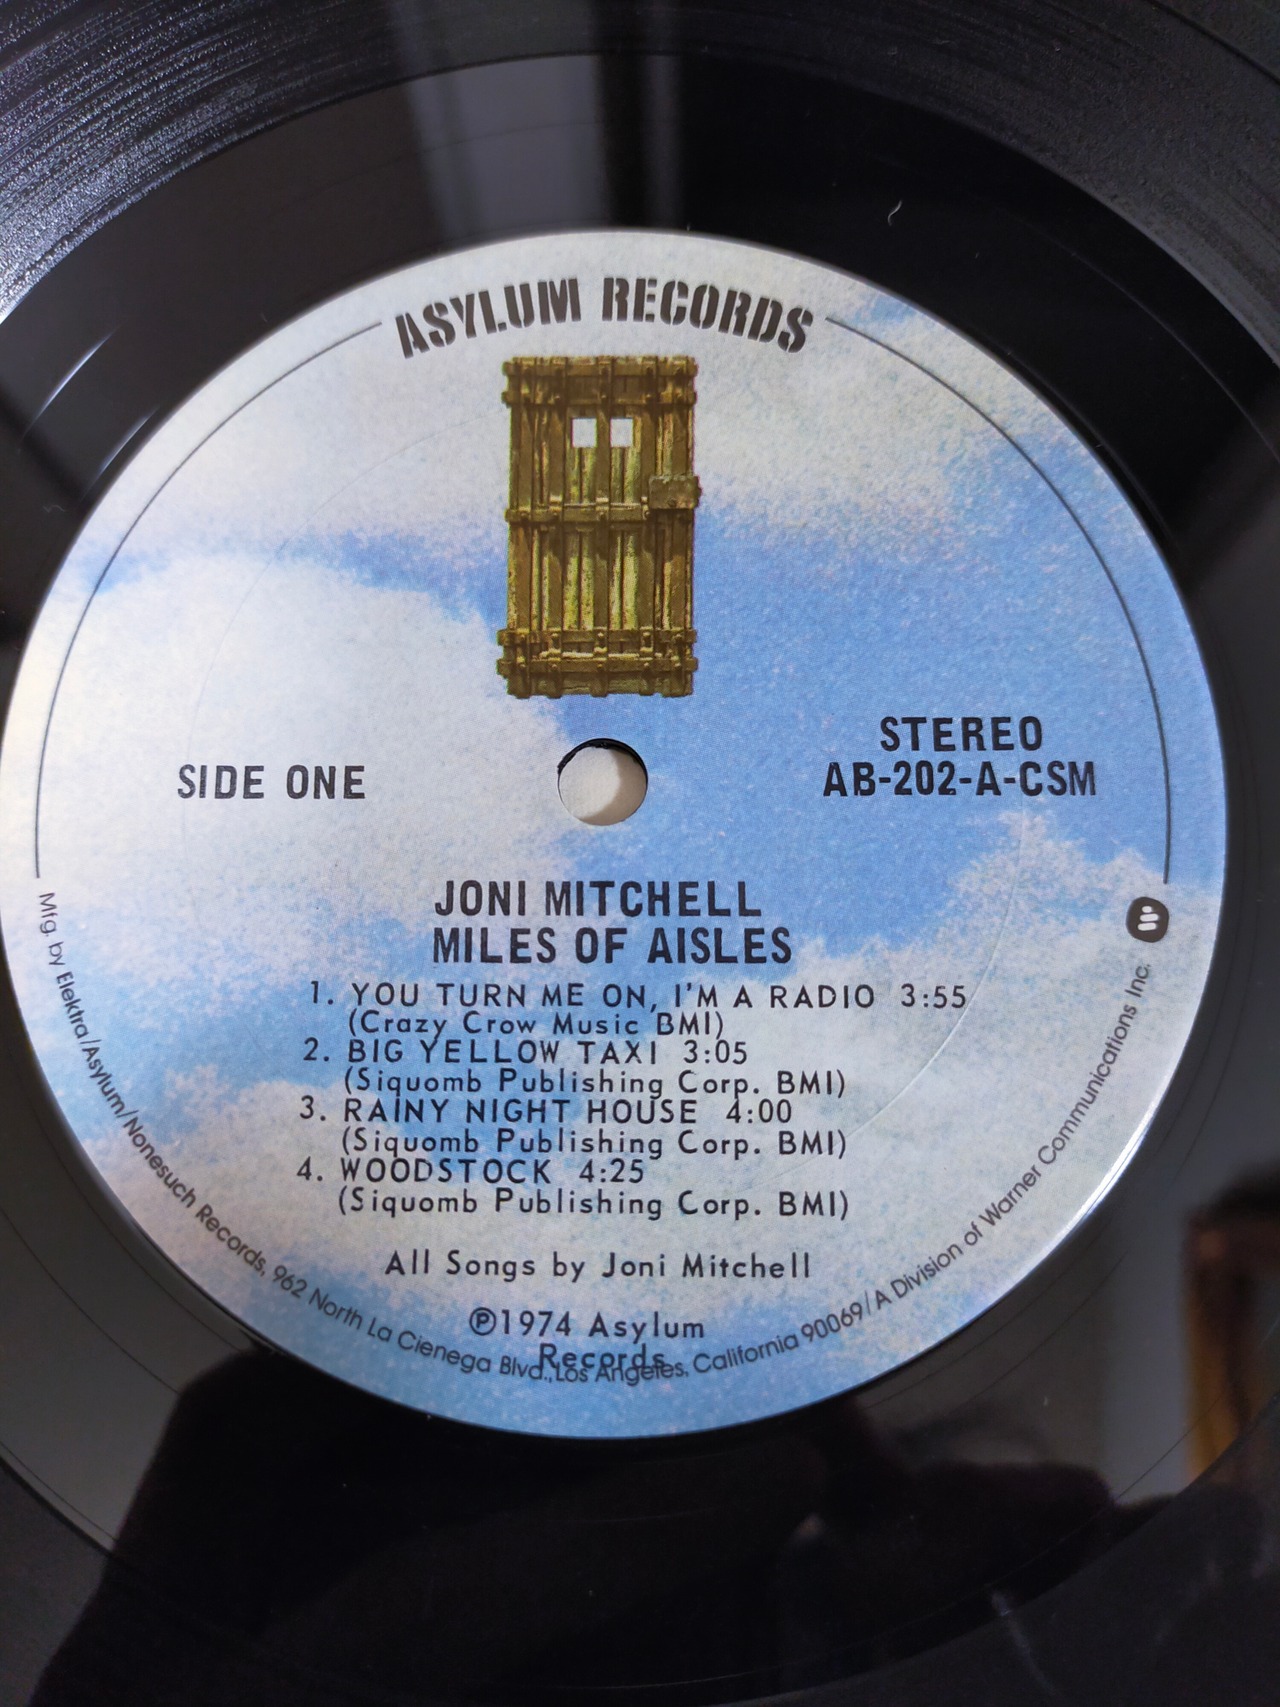 ASYLUM RECORDS
SIDE ONE
STEREO
AB-202-A-CSM
JONI MITCHELL
MILES OF AISLES
1. YOU TURN ME ON, I'M A RADIO 3:55
(Crazy Crow Music BMI)
2. BIG YELLOW TAXI 3:05
(Siquomb Publishing Corp. BMI)
3. RAINY NIGHT HOUSE 4:00
(Siquomb Publishing Corp. BMI)
4. WOODSTOCK 4:25
(Siquomb Publishing Corp. BMI)
All Songs by Joni Mitchell
℗1974 Asylum
Records
Mfg. by Elektra/Asylum/Nonesuch Records, 962 North La Cienega Blvd., Los Angeles, California 90069/A Division of Warner Communications Inc.